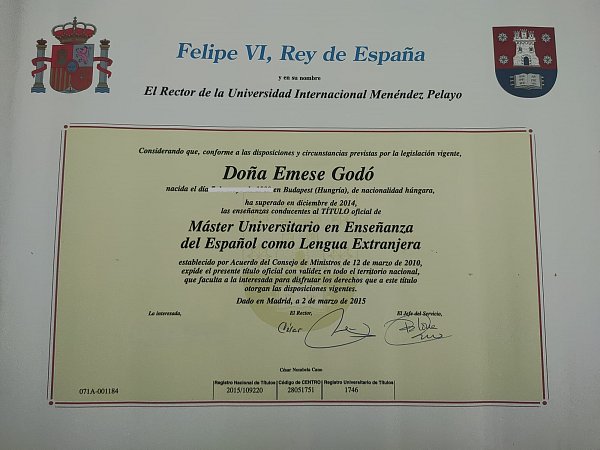 Felipe VI, Rey de España
y en su nombre
El Rector de la Universidad Internacional Menéndez Pelayo
Considerando que, conforme a las disposiciones y circunstancias previstas por la legislación vigente,
Doña Emese Godó
nacida el día en Budapest (Hungría), de nacionalidad húngara,
ha superado en diciembre de 2014,
las enseñanzas conducentes al TÍTULO oficial de
Máster Universitario en Enseñanza
del Español como Lengua Extranjera
establecido por Acuerdo del Consejo de Ministros de 12 de marzo de 2010,
expide el presente título oficial con validez en todo el territorio nacional,
que faculta a la interesada para disfrutar los derechos que a este título
otorgan las disposiciones vigentes.
Dado en Madrid, a 2 de marzo de 2015
La interesada, El Rector, El Jefe del Servicio,
César
César Nombela Cano
Registro Nacional de Títulos Código de CENTRO Registro Universitario de Títulos
071A-001184 2015/109220 28051751 1746